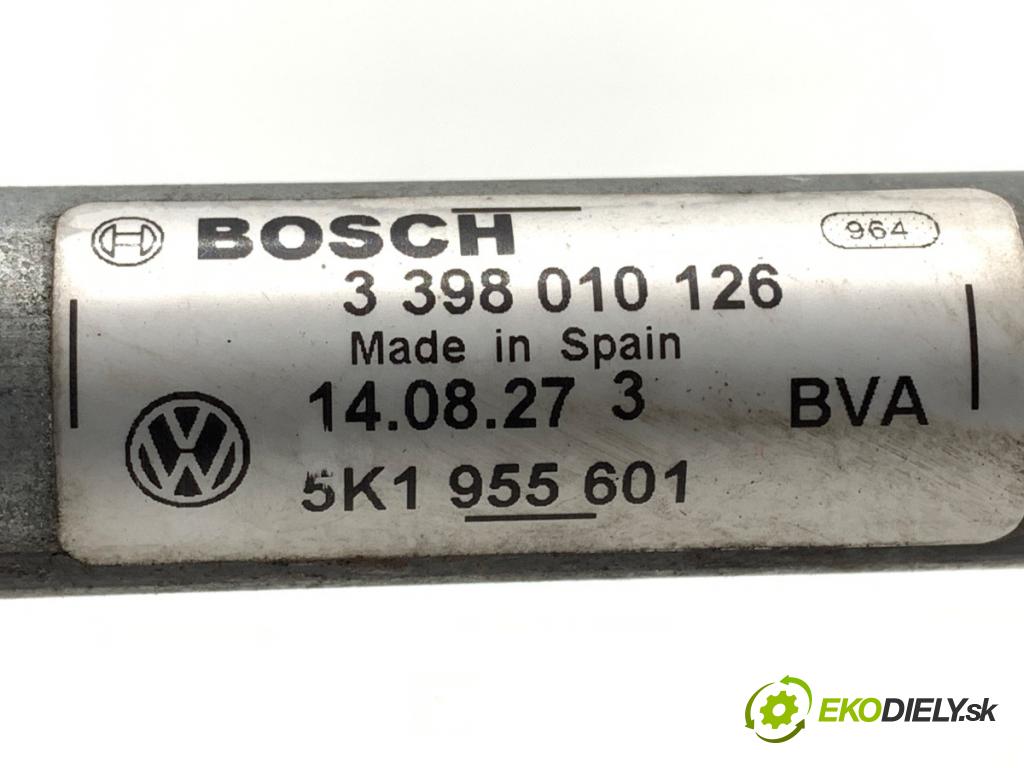 BOSCH 964
3 398 010 126
Made in Spain
14.08.27 3 BVA
5K1 955 601
EKODIELY.sk